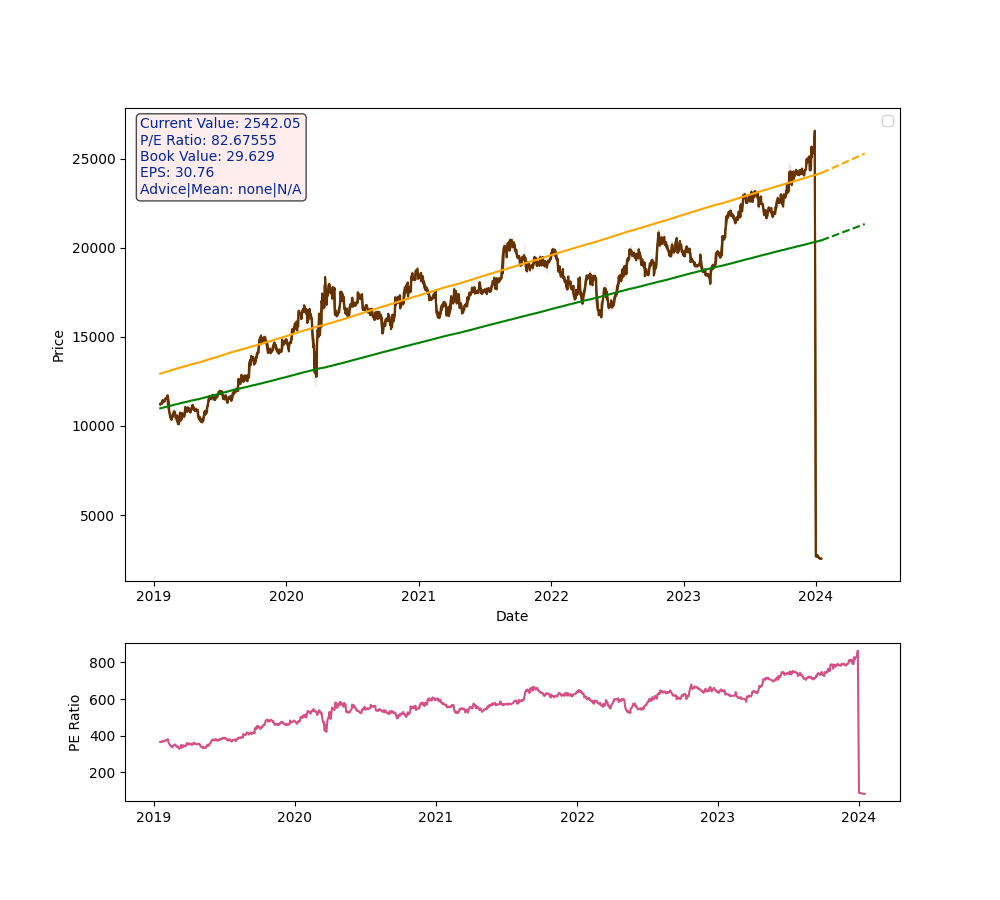 Current Value: 2542.05
P/E Ratio: 82.67555
Book Value: 29.629
EPS: 30.76
Advice|Mean: none|N/A
25000
20000
15000
10000
5000
Price
2019 2020 2021 2022 2023 2024
Date
800
600
400
200
PE Ratio
2019 2020 2021 2022 2023 2024